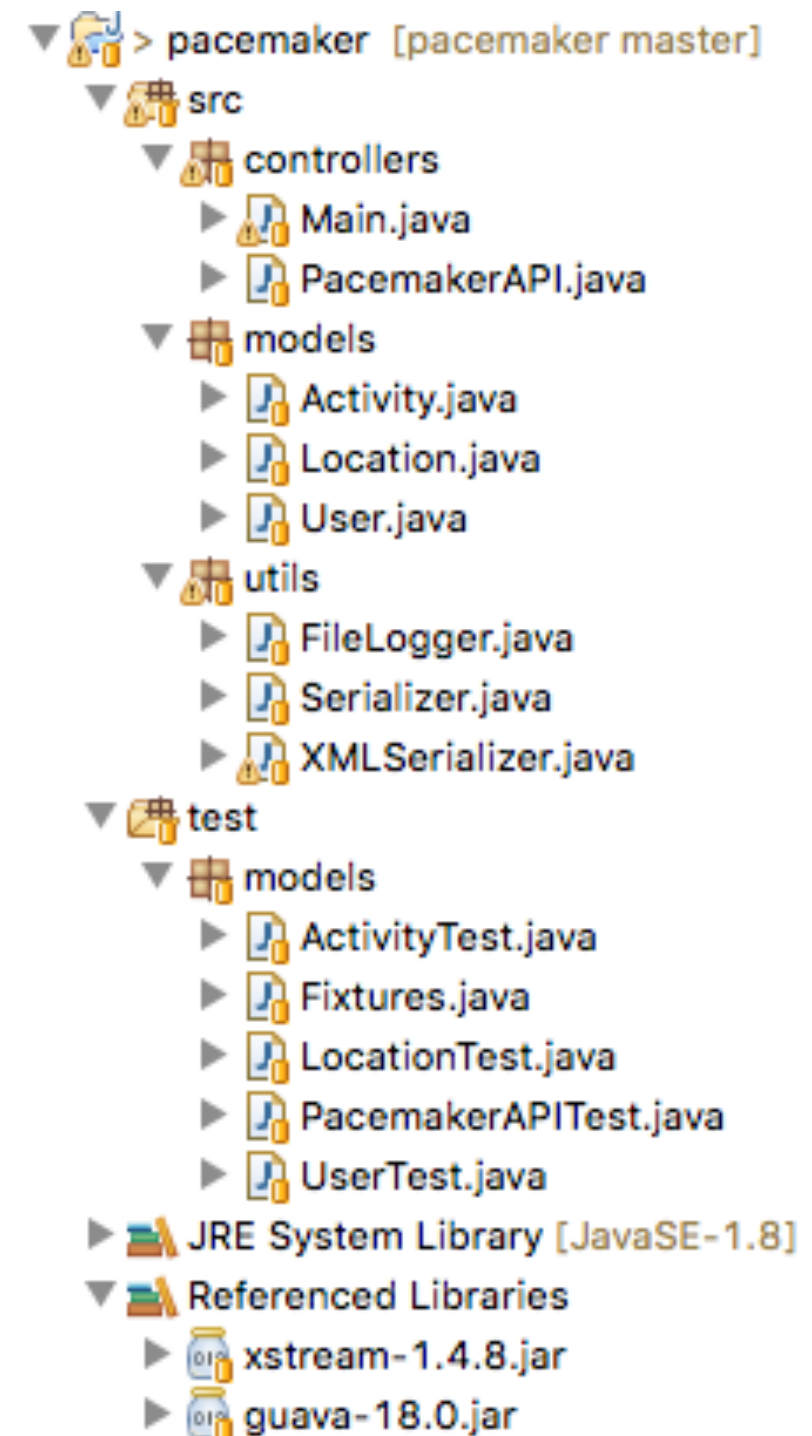 > pacemaker [pacemaker master]
src
controllers
Main.java
PacemakerAPI.java
models
Activity.java
Location.java
User.java
utils
FileLogger.java
Serializer.java
XMLSerializer.java
test
models
ActivityTest.java
Fixtures.java
LocationTest.java
PacemakerAPITest.java
UserTest.java
JRE System Library [JavaSE-1.8]
Referenced Libraries
xstream-1.4.8.jar
guava-18.0.jar